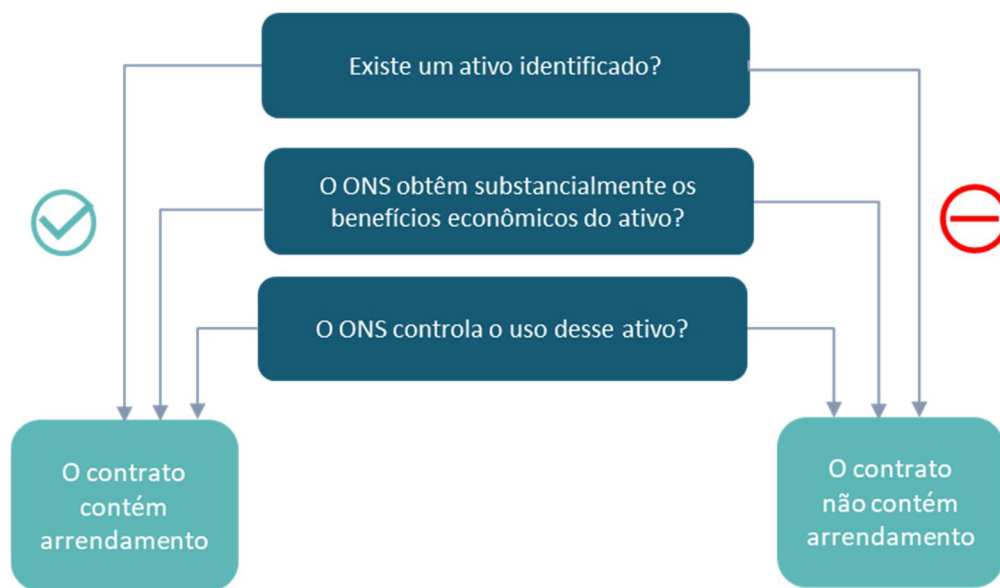 Existe um ativo identificado?
O ONS obtêm substancialmente os
benefícios econômicos do ativo?
O ONS controla o uso desse ativo?
O contrato
contém
arrendamento
O contrato
não contém
arrendamento